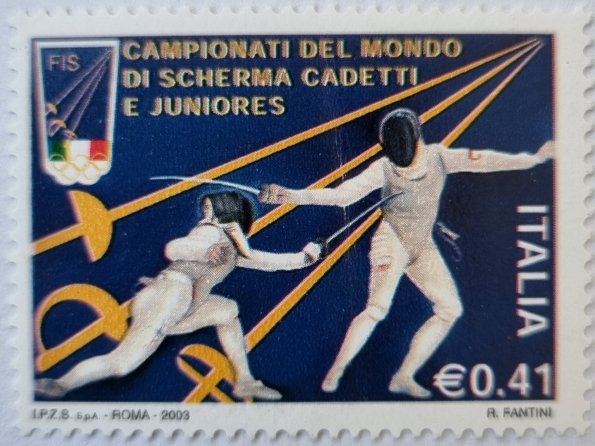 FIS
CAMPIONATI DEL MONDO
DI SCHERMA CADETTI
E JUNIORES
ITALIA
€0.41
I.P.Z.S. S.p.A. - ROMA - 2003
R. FANTINI